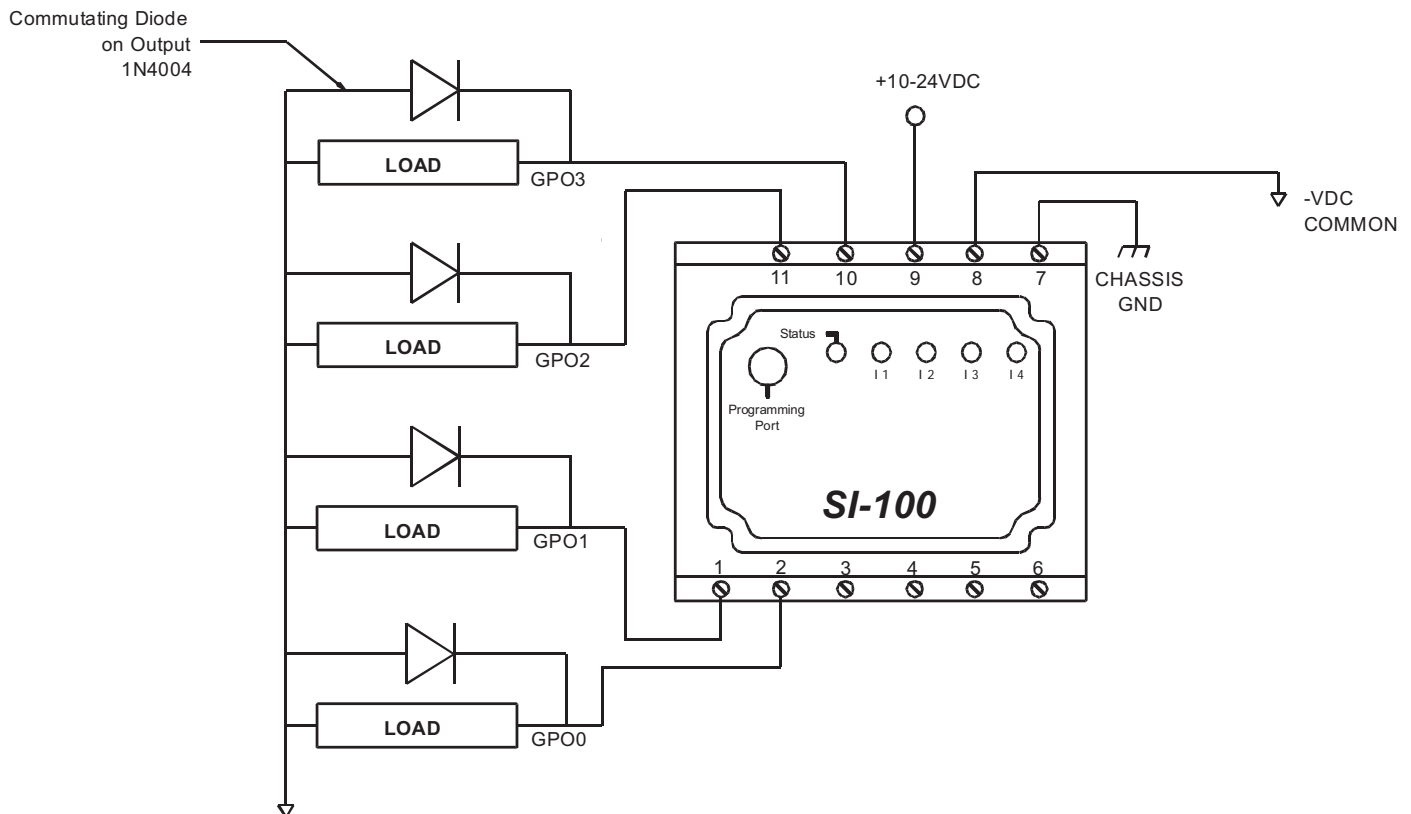 Commutating Diode
on Output
1N4004
+10-24VDC
LOAD
GPO3
-VDC
COMMON
11 10 9 8 7
CHASSIS
GND
LOAD
GPO2
Status
I 1 I 2 I 3 I 4
Programming
Port
LOAD
GPO1
SI-100
1 2 3 4 5 6
LOAD
GPO0